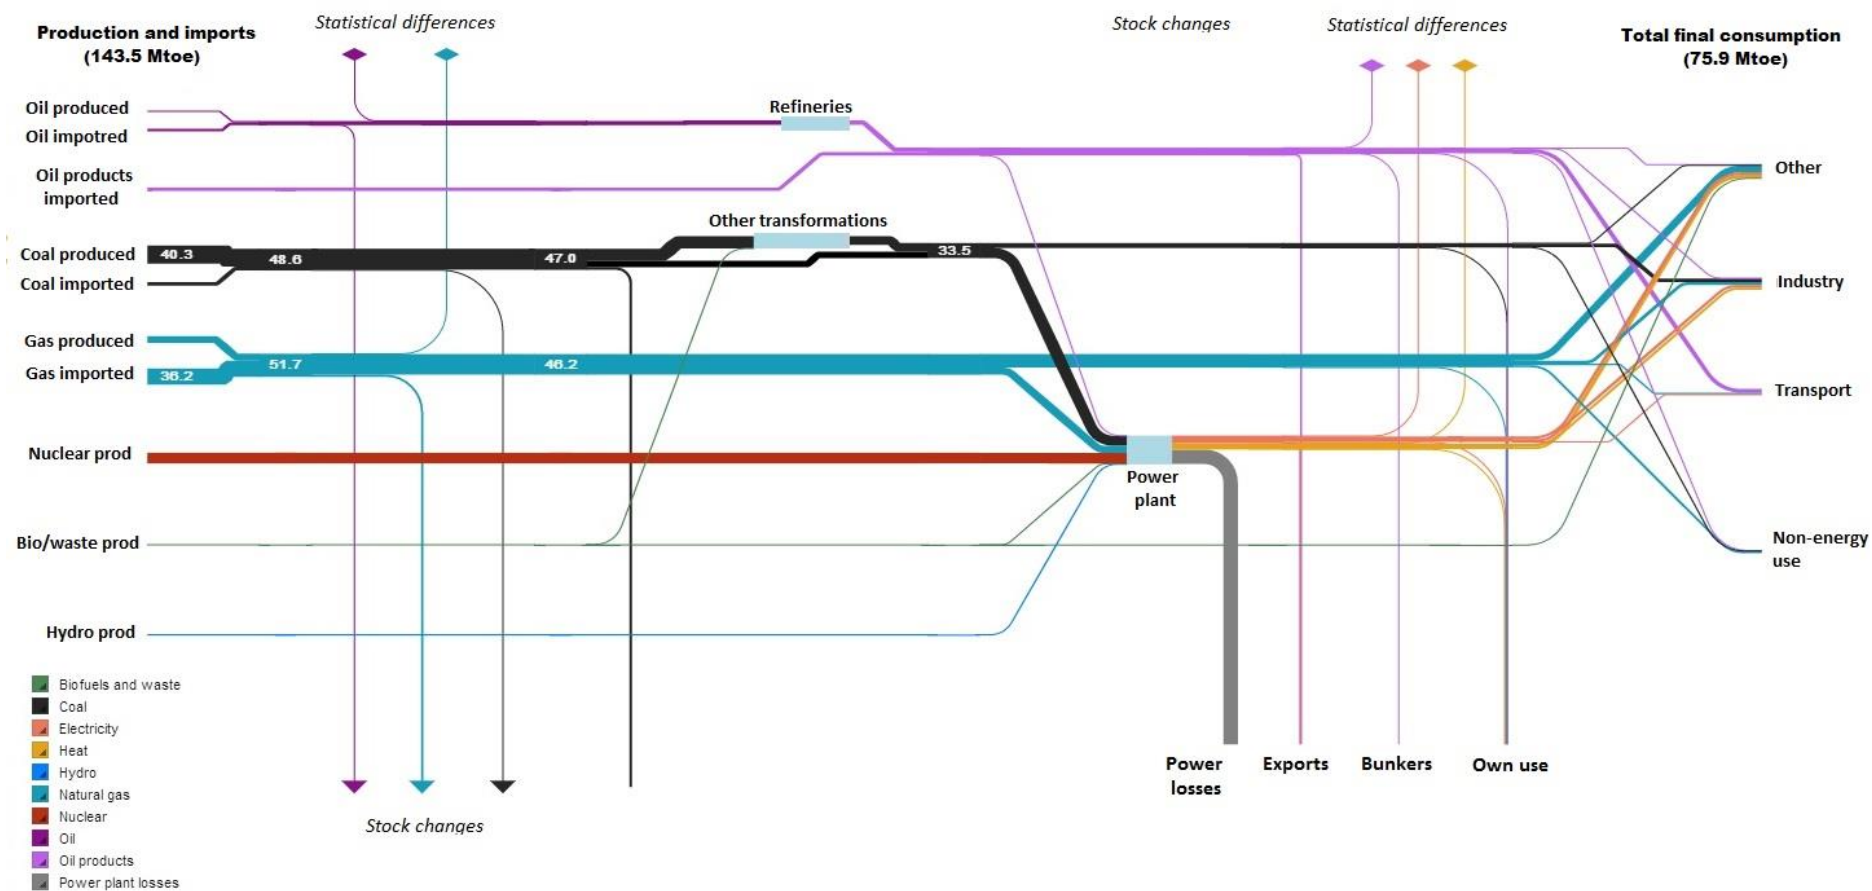 Production and imports
(143.5 Mtoe)
Statistical differences
Stock changes
Statistical differences
Total final consumption
(75.9 Mtoe)
Oil produced
Oil impotred
Refineries
Oil products
imported
Other transformations
Other
Coal produced
40.3
48.6
47.0
33.5
Coal imported
Industry
Gas produced
Gas imported
36.2
51.7
46.2
Transport
Nuclear prod
Power
plant
Bio/waste prod
Non-energy
use
Hydro prod
Biofuels and waste
Coal
Electricity
Heat
Hydro
Natural gas
Nuclear
Oil
Oil products
Power plant losses
Stock changes
Power
losses
Exports
Bunkers
Own use